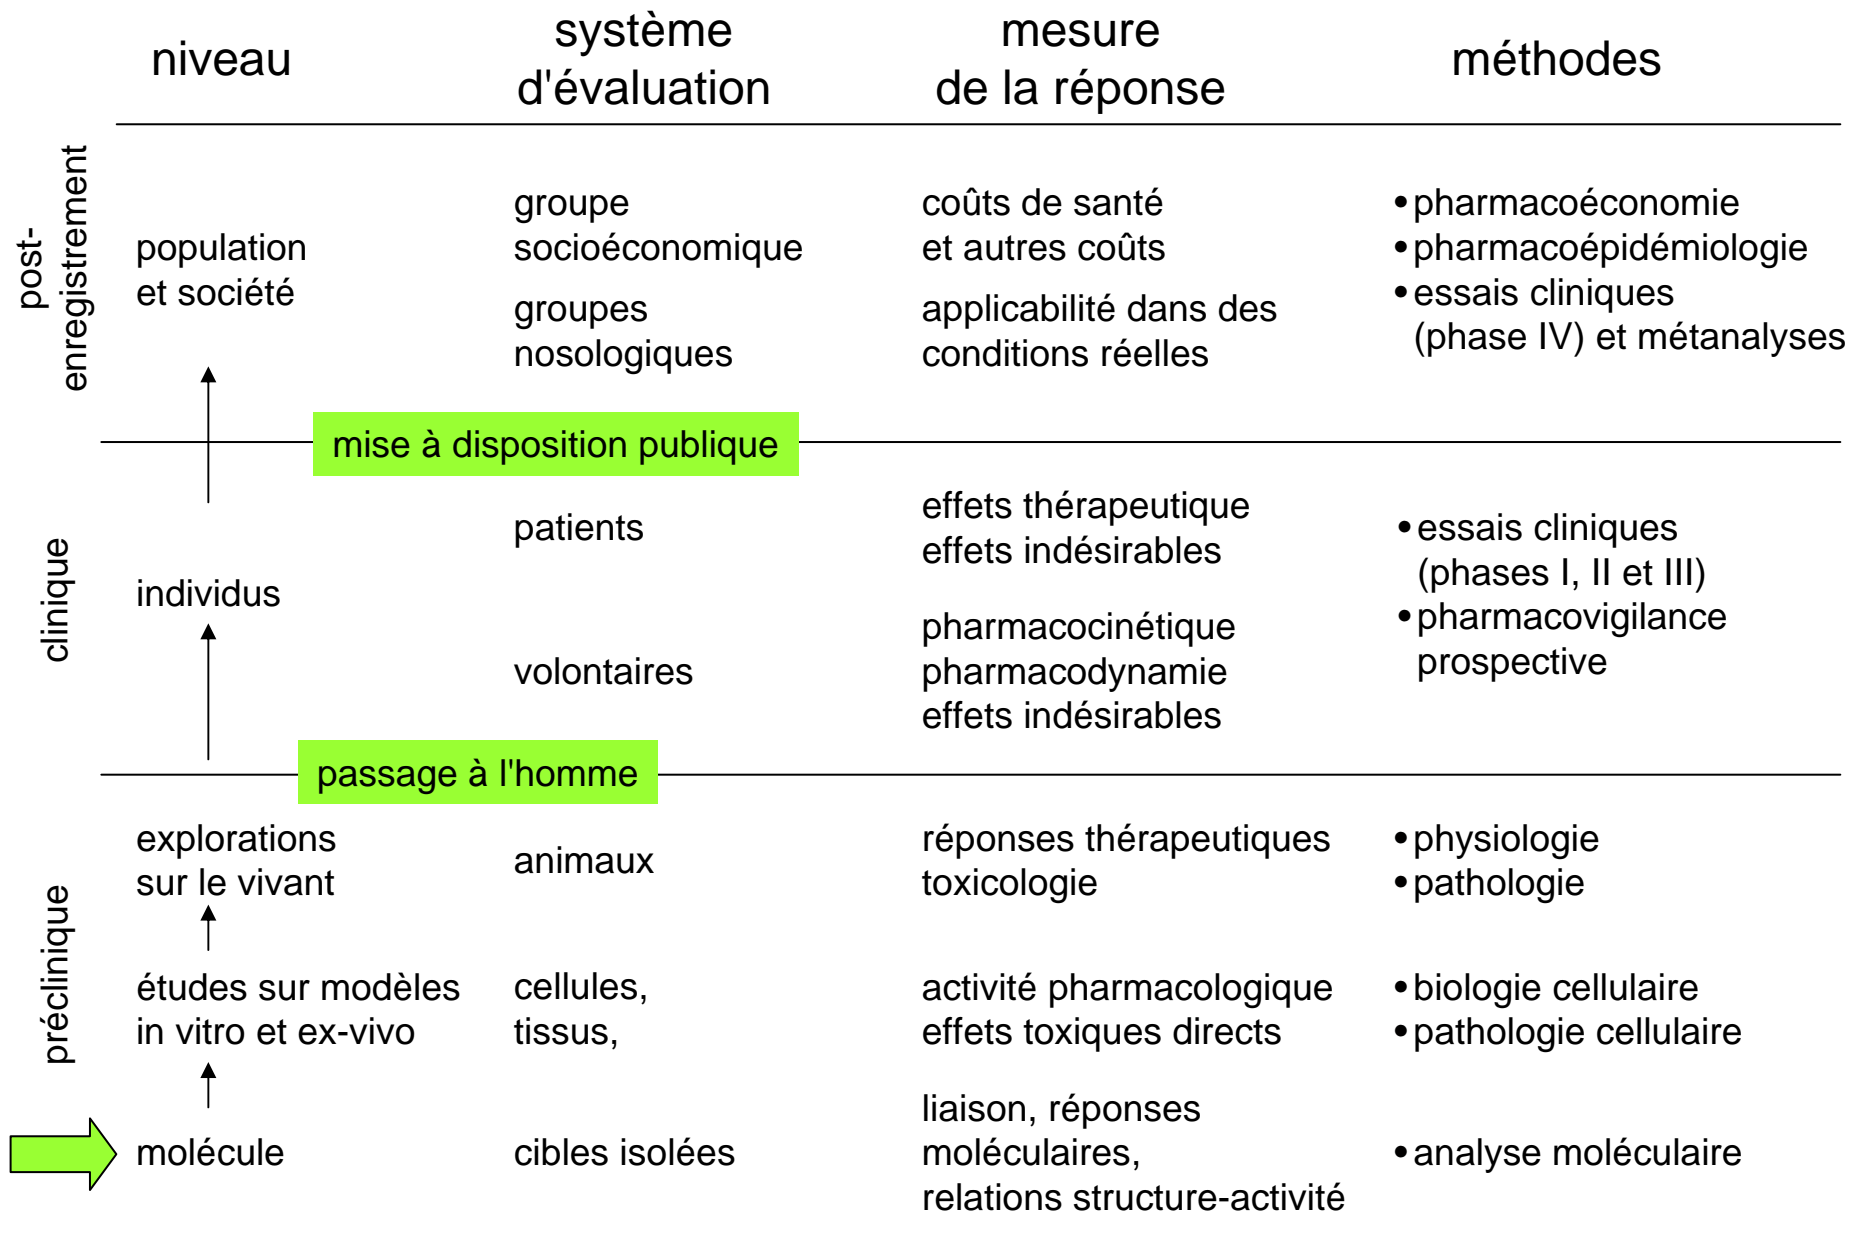 niveau
système
d'évaluation
mesure
de la réponse
méthodes
post-
enregistrement
population
et société
groupe
socioéconomique
groupes
nosologiques
coûts de santé
et autres coûts
applicabilité dans des
conditions réelles
•pharmacoéconomie
•pharmacoépidémiologie
•essais cliniques
(phase IV) et métanalyses
mise à disposition publique
clinique
individus
patients
volontaires
effets thérapeutique
effets indésirables
pharmacocinétique
pharmacodynamie
effets indésirables
•essais cliniques
(phases I, II et III)
•pharmacovigilance
prospective
passage à l'homme
préclinique
explorations
sur le vivant
animaux
réponses thérapeutiques
toxicologie
•physiologie
•pathologie
études sur modèles
in vitro et ex-vivo
cellules,
tissus,
activité pharmacologique
effets toxiques directs
•biologie cellulaire
•pathologie cellulaire
molécule
cibles isolées
liaison, réponses
moléculaires,
relations structure-activité
•analyse moléculaire